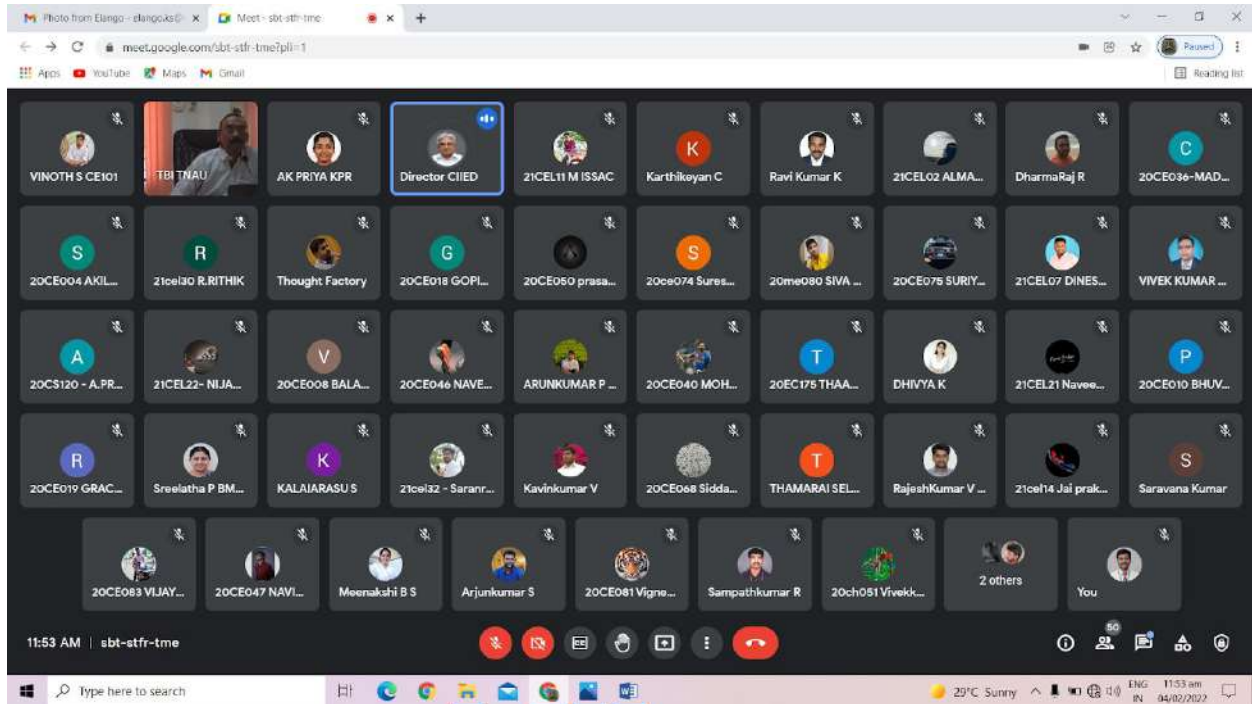 Photo from Elango - elango.ks@
Meet - sbt-stfr-tme
meet.google.com/sbt-stfr-tme?pli=1
Paused
Apps YouTube Maps Gmail Reading list
VINOTH S CE101 TBI TNAU AK PRIYA KPR Director CIIED 21CEL11 M ISSAC Karthikeyan C Ravi Kumar K 21CEL02 ALMA... DharmaRaj R 20CE036-MAD...
K C
20CE004 AKIL... 21cel30 R.RITHIK Thought Factory 20CE018 GOPI... 20CE050 prasa... 20ce074 Sures... 20me080 SIVA ... 20CE075 SURIY... 21CEL07 DINES... VIVEK KUMAR ...
S R G S
20CS120 - A.PR... 21CEL22- NIJA... 20CE008 BALA... 20CE046 NAVE... ARUNKUMAR P ... 20CE040 MOH... 20EC175 THAA... DHIVYA K 21CEL21 Navee... 20CE010 BHUV...
A V T P
20CE019 GRAC... Sreelatha P BM... KALAIARASU S 21cel32 - Saranr... Kavinkumar V 20CE068 Sidda... THAMARAI SEL... RajeshKumar V ... 21cel14 Jai prak... Saravana Kumar
R K T S
20CE083 VIJAY... 20CE047 NAVI... Meenakshi B S Arjunkumar S 20CE081 Vigne... Sampathkumar R 20ch051 Vivekk... 2 others You
11:53 AM | sbt-stfr-tme
50
Type here to search
29°C Sunny ENG IN 11:53 am 04/02/2022